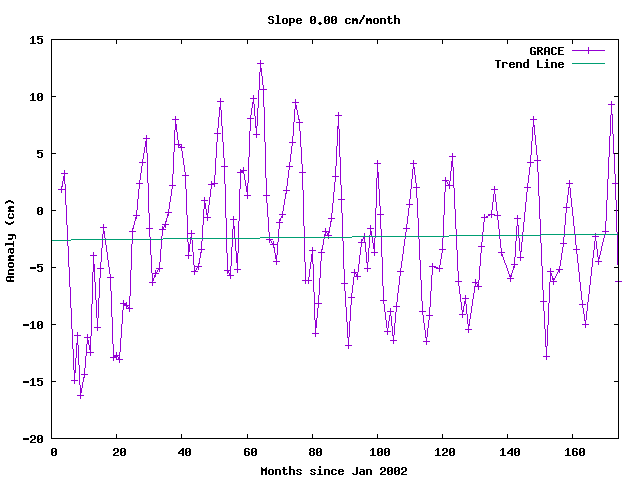 Slope 0.00 cm/month
15
GRACE
Trend Line
10
5
0
-5
-10
-15
-20
Anomaly (cm)
0 20 40 60 80 100 120 140 160
Months since Jan 2002